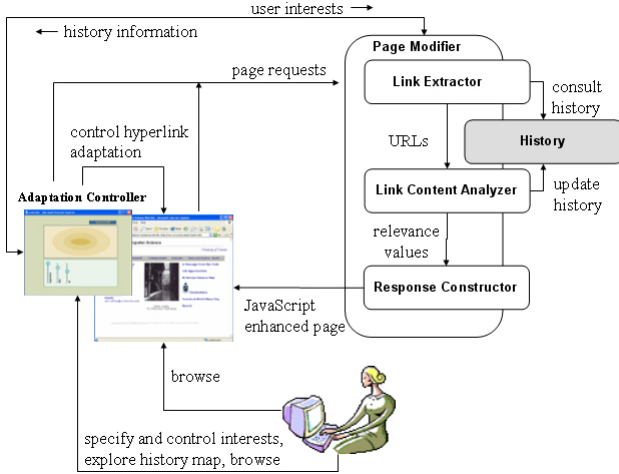 user interests
history information
Page Modifier
page requests
Link Extractor
consult
history
control hyperlink
adaptation
URLs
History
Adaptation Controller
Link Content Analyzer
update
history
relevance
values
Response Constructor
JavaScript
enhanced page
browse
specify and control interests,
explore history map, browse